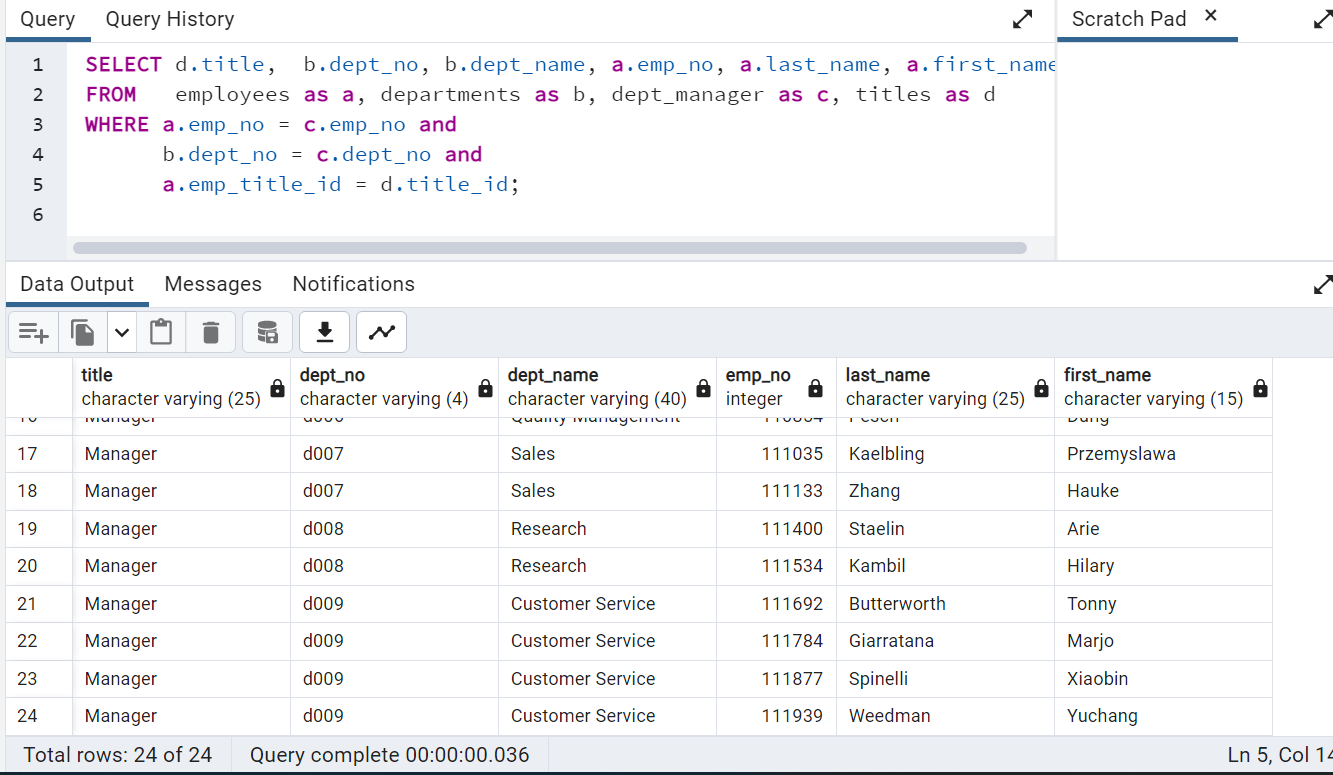 Query Query History Scratch Pad ×
1 SELECT d.title, b.dept_no, b.dept_name, a.emp_no, a.last_name, a.first_name
2 FROM employees as a, departments as b, dept_manager as c, titles as d
3 WHERE a.emp_no = c.emp_no and
4 b.dept_no = c.dept_no and
5 a.emp_title_id = d.title_id;
6
Data Output Messages Notifications
title dept_no dept_name emp_no last_name first_name
character varying (25) character varying (4) character varying (40) integer character varying (25) character varying (15)
Manager Quality Management
17 Manager d007 Sales 111035 Kaelbling Przemyslawa
18 Manager d007 Sales 111133 Zhang Hauke
19 Manager d008 Research 111400 Staelin Arie
20 Manager d008 Research 111534 Kambil Hilary
21 Manager d009 Customer Service 111692 Butterworth Tonny
22 Manager d009 Customer Service 111784 Giarratana Marjo
23 Manager d009 Customer Service 111877 Spinelli Xiaobin
24 Manager d009 Customer Service 111939 Weedman Yuchang
Total rows: 24 of 24 Query complete 00:00:00.036 Ln 5, Col 14